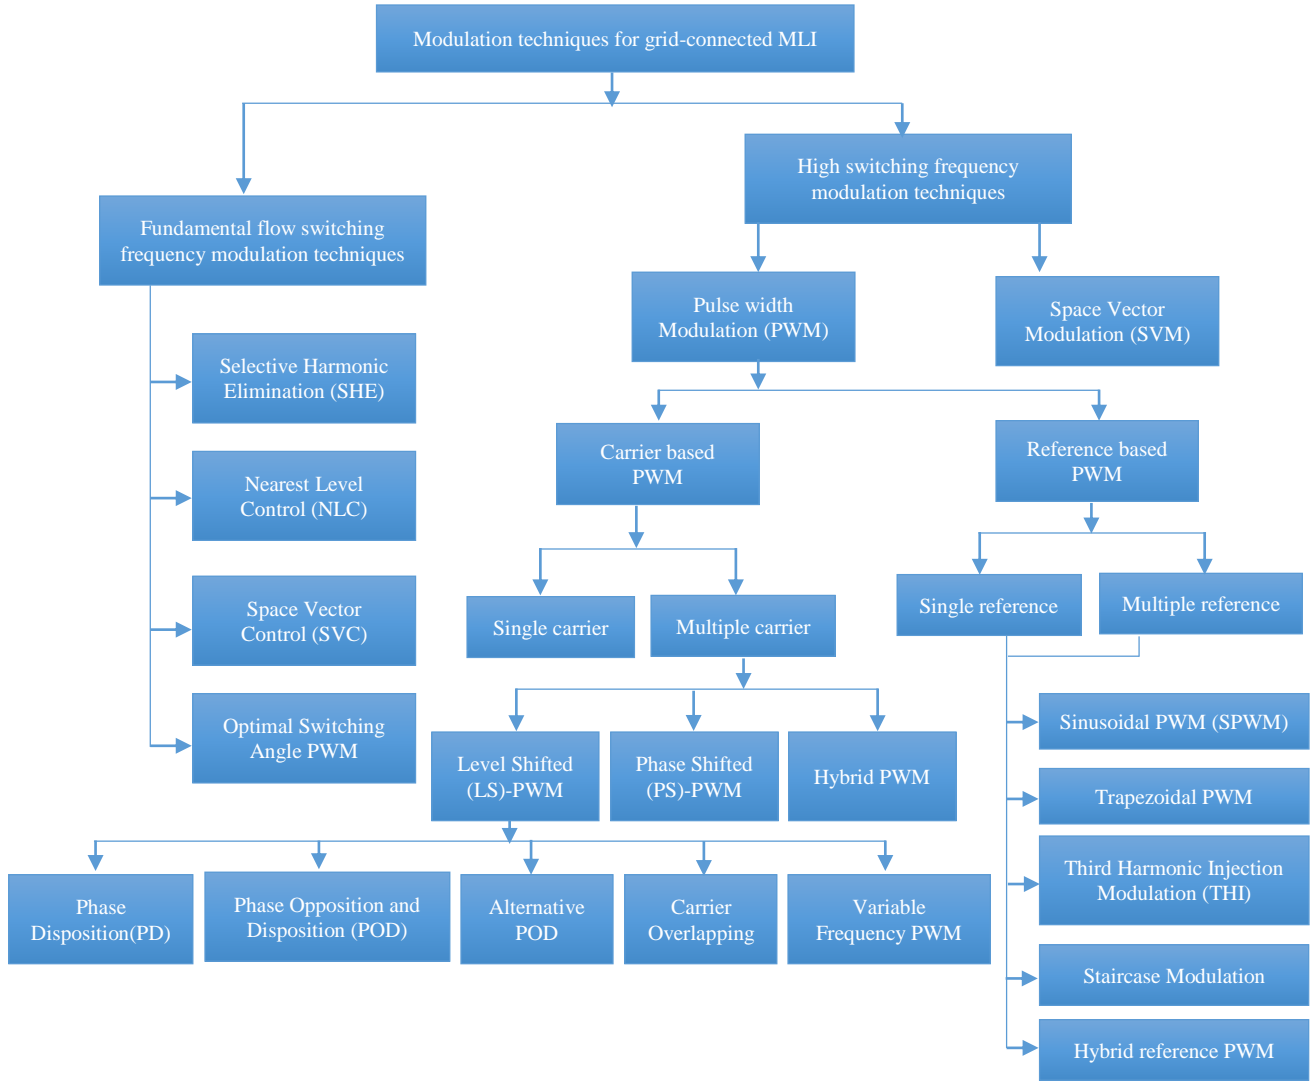 Modulation techniques for grid-connected MLI
High switching frequency
modulation techniques
Fundamental flow switching
frequency modulation techniques
Pulse width
Modulation (PWM)
Space Vector
Modulation (SVM)
Selective Harmonic
Elimination (SHE)
Carrier based
PWM
Reference based
PWM
Nearest Level
Control (NLC)
Space Vector
Control (SVC)
Single carrier
Multiple carrier
Single reference
Multiple reference
Optimal Switching
Angle PWM
Level Shifted
(LS)-PWM
Phase Shifted
(PS)-PWM
Hybrid PWM
Sinusoidal PWM (SPWM)
Trapezoidal PWM
Third Harmonic Injection
Modulation (THI)
Staircase Modulation
Hybrid reference PWM
Phase
Disposition(PD)
Phase Opposition and
Disposition (POD)
Alternative
POD
Carrier
Overlapping
Variable
Frequency PWM